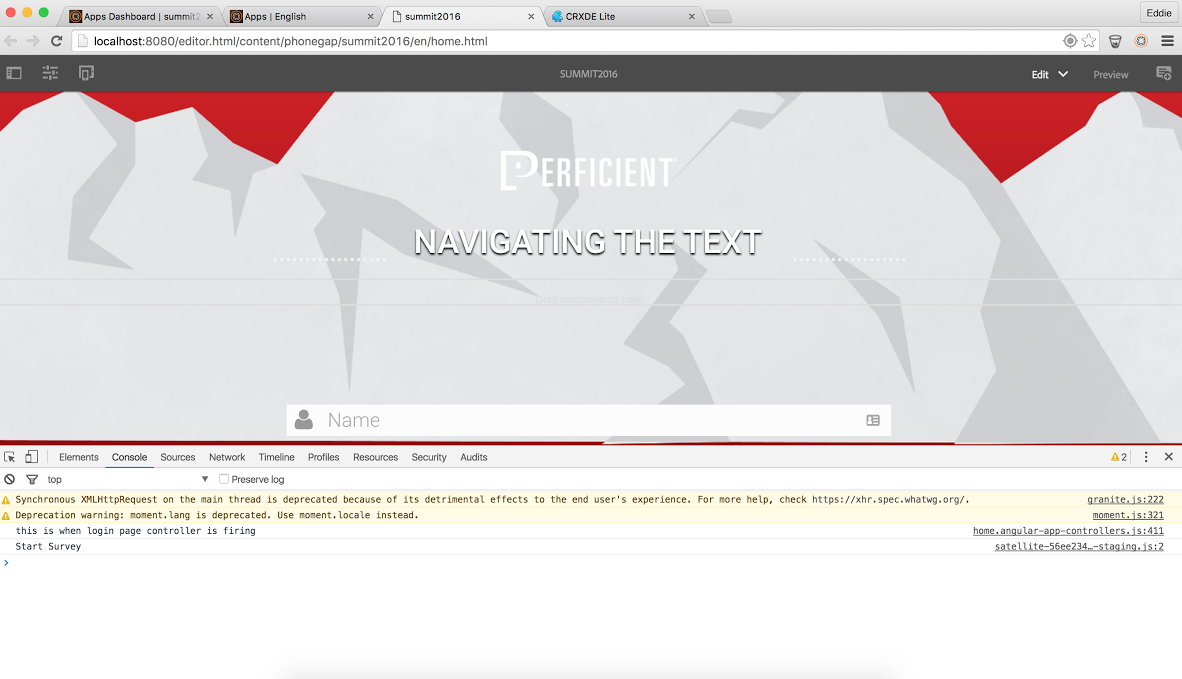 Apps Dashboard | summit2
Apps | English
summit2016
CRXDE Lite
Eddie
localhost:8080/editor.html/content/phonegap/summit2016/en/home.html
SUMMIT2016
Edit
Preview
PERFICIENT
NAVIGATING THE TEXT
Drag components here
Name
Elements Console Sources Network Timeline Profiles Resources Security Audits
2
top
Preserve log
Synchronous XMLHttpRequest on the main thread is deprecated because of its detrimental effects to the end user's experience. For more help, check https://xhr.spec.whatwg.org/. granite.js:222
Deprecation warning: moment.lang is deprecated. Use moment.locale instead. moment.js:321
this is when login page controller is firing home.angular-app-controllers.js:411
Start Survey satellite-56ee234…-staging.js:2